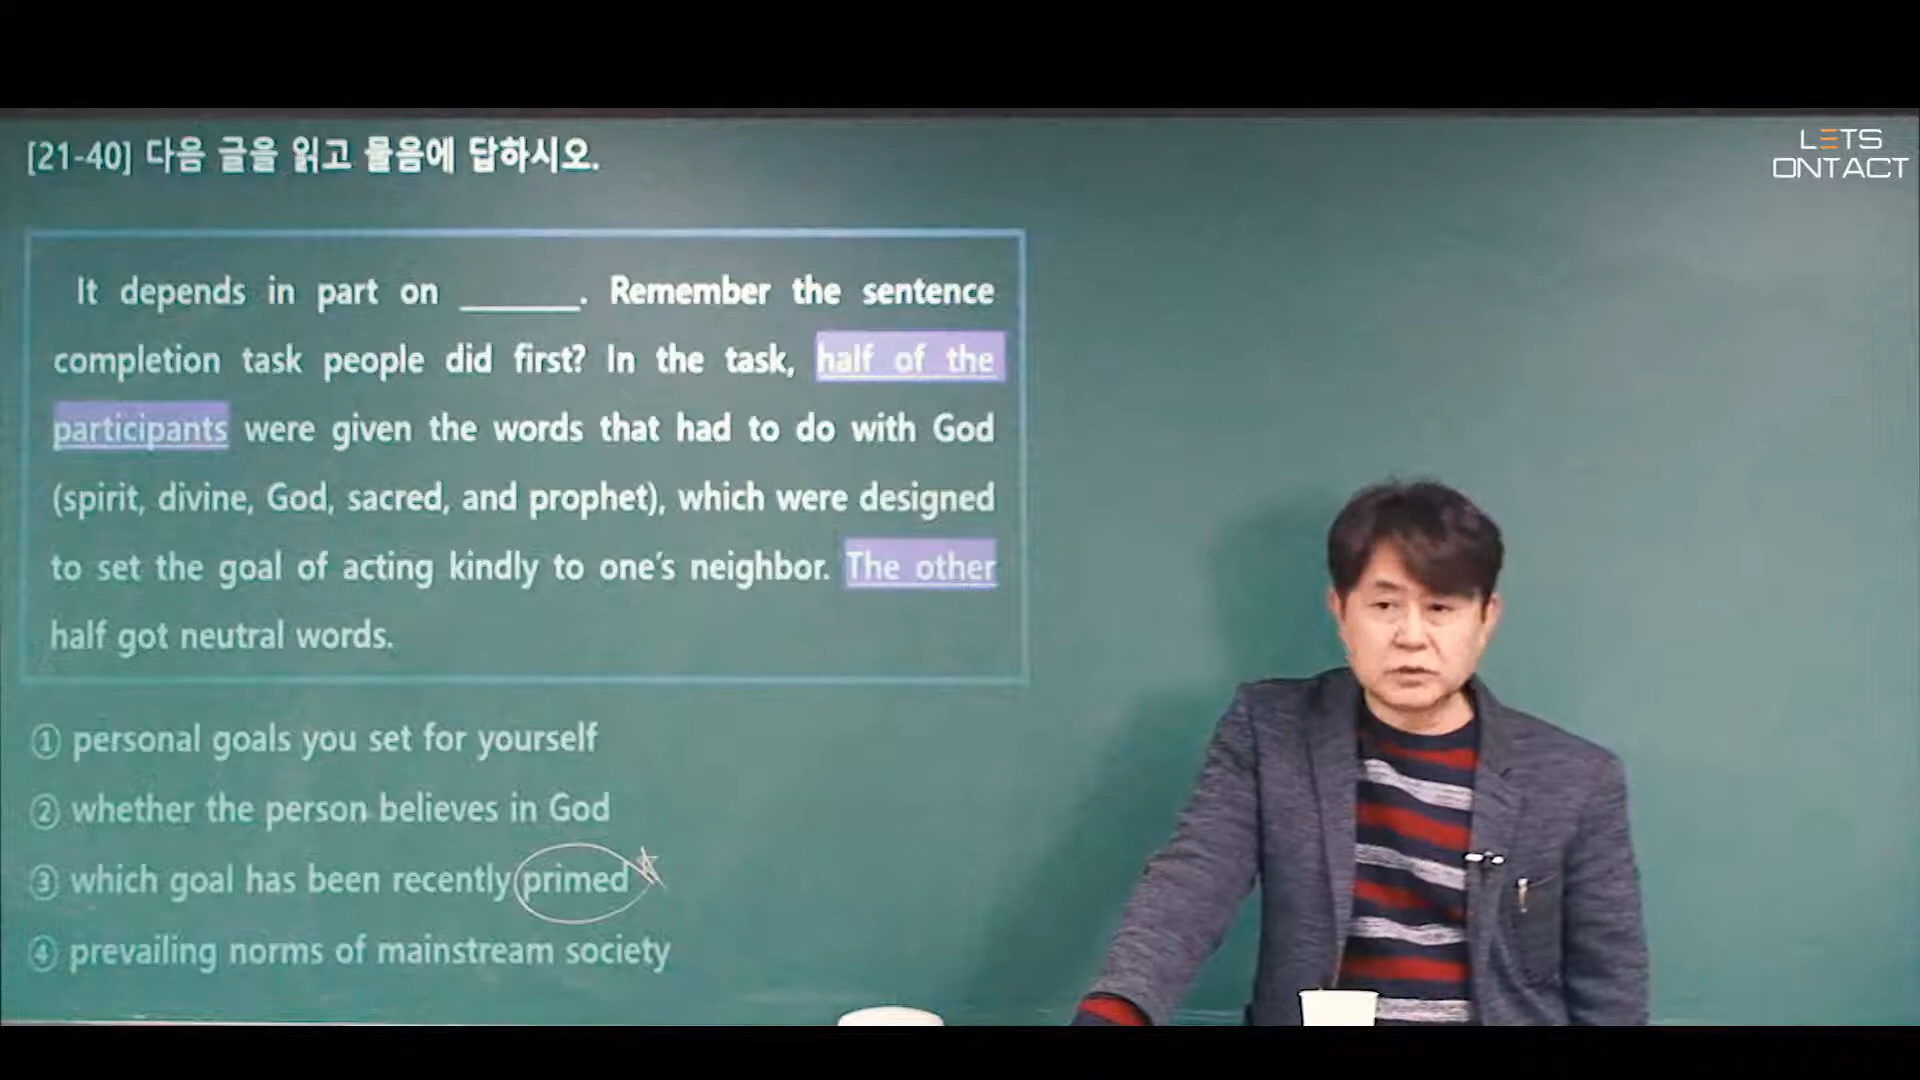 LETS
ONTACT
[21-40] 다음 글을 읽고 물음에 답하시오.
It depends in part on ______. Remember the sentence
completion task people did first? In the task, half of the
participants were given the words that had to do with God
(spirit, divine, God, sacred, and prophet), which were designed
to set the goal of acting kindly to one's neighbor. The other
half got neutral words.
① personal goals you set for yourself
② whether the person believes in God
③ which goal has been recently primed
④ prevailing norms of mainstream society